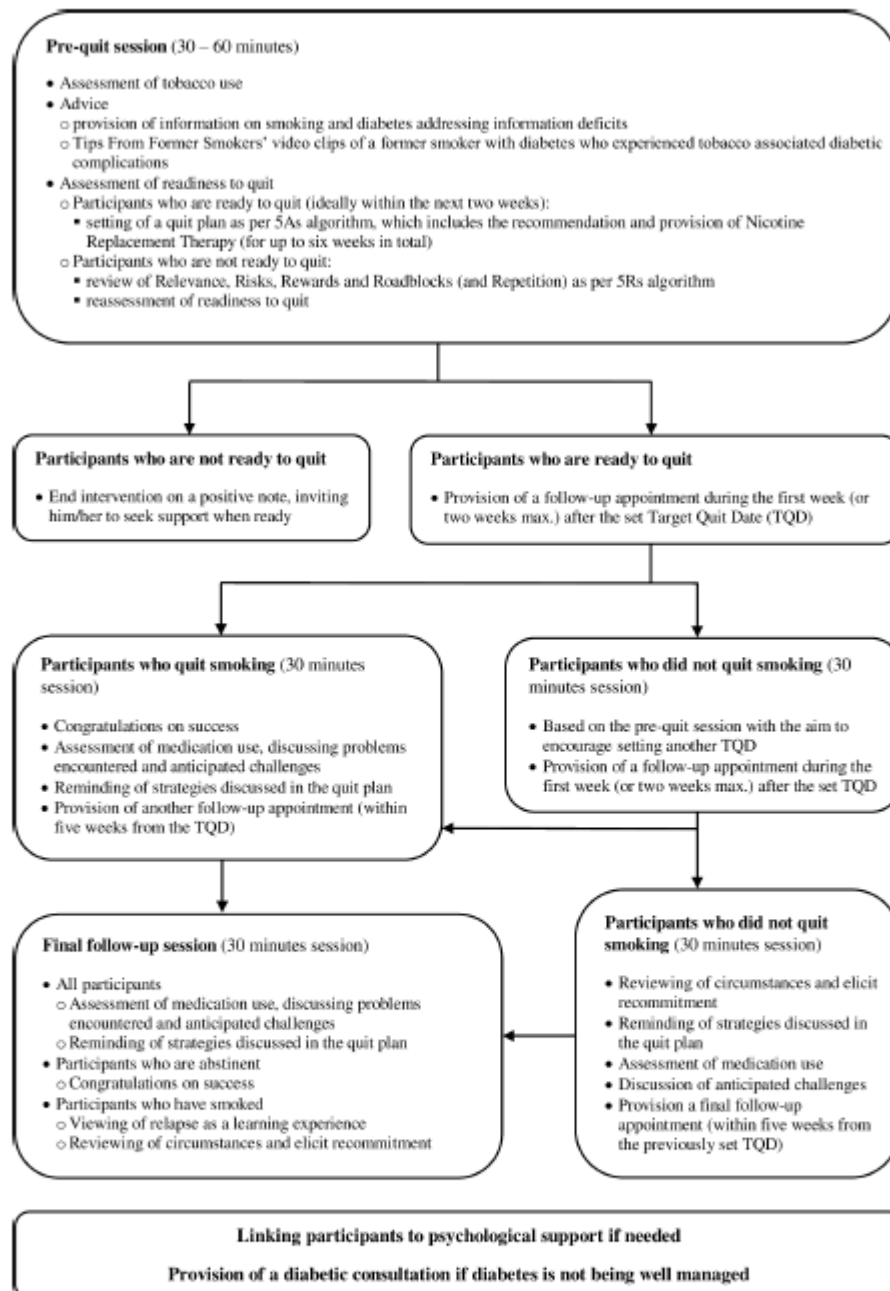 Pre-quit session (30 – 60 minutes)
• Assessment of tobacco use
• Advice
o provision of information on smoking and diabetes addressing information deficits
o Tips From Former Smokers' video clips of a former smoker with diabetes who experienced tobacco associated diabetic
complications
• Assessment of readiness to quit
o Participants who are ready to quit (ideally within the next two weeks):
▪ setting of a quit plan as per 5As algorithm, which includes the recommendation and provision of Nicotine
Replacement Therapy (for up to six weeks in total)
o Participants who are not ready to quit:
▪ review of Relevance, Risks, Rewards and Roadblocks (and Repetition) as per 5Rs algorithm
▪ reassessment of readiness to quit
Participants who are not ready to quit
• End intervention on a positive note, inviting
him/her to seek support when ready
Participants who are ready to quit
• Provision of a follow-up appointment during the first week (or
two weeks max.) after the set Target Quit Date (TQD)
Participants who quit smoking (30 minutes
session)
• Congratulations on success
• Assessment of medication use, discussing problems
encountered and anticipated challenges
• Reminding of strategies discussed in the quit plan
• Provision of another follow-up appointment (within
five weeks from the TQD)
Participants who did not quit smoking (30
minutes session)
• Based on the pre-quit session with the aim to
encourage setting another TQD
• Provision of a follow-up appointment during the
first week (or two weeks max.) after the set TQD
Final follow-up session (30 minutes session)
• All participants
o Assessment of medication use, discussing problems
encountered and anticipated challenges
o Reminding of strategies discussed in the quit plan
• Participants who are abstinent
o Congratulations on success
• Participants who have smoked
o Viewing of relapse as a learning experience
o Reviewing of circumstances and elicit recommitment
Participants who did not quit
smoking (30 minutes session)
• Reviewing of circumstances and elicit
recommitment
• Reminding of strategies discussed in
the quit plan
• Assessment of medication use
• Discussion of anticipated challenges
• Provision a final follow-up
appointment (within five weeks from
the previously set TQD)
Linking participants to psychological support if needed
Provision of a diabetic consultation if diabetes is not being well managed